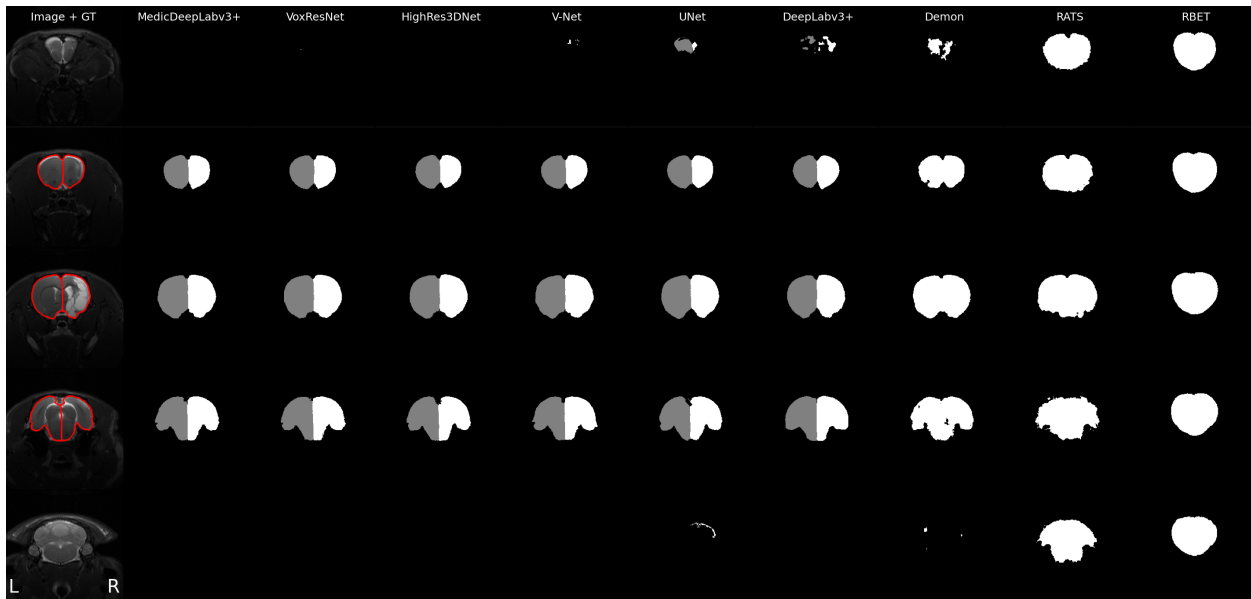 Image + GT MedicDeepLabv3+ VoxResNet HighRes3DNet V-Net UNet DeepLabv3+ Demon RATS RBET
L R